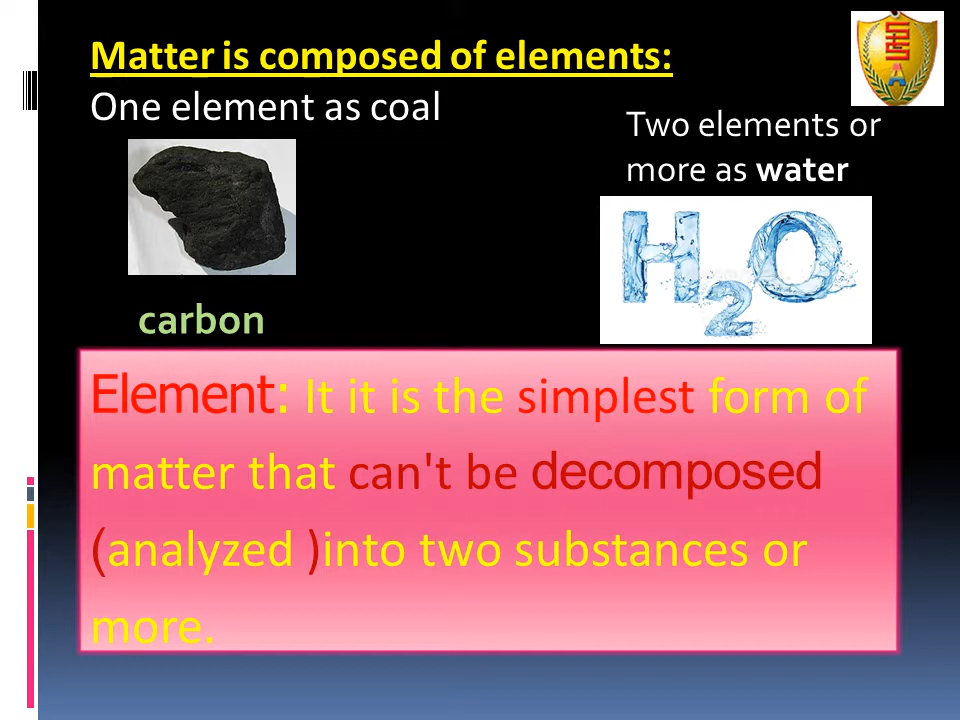 Matter is composed of elements:
One element as coal
Two elements or
more as water
H2O
carbon
Element: It it is the simplest form of
matter that can't be decomposed
(analyzed )into two substances or
more.